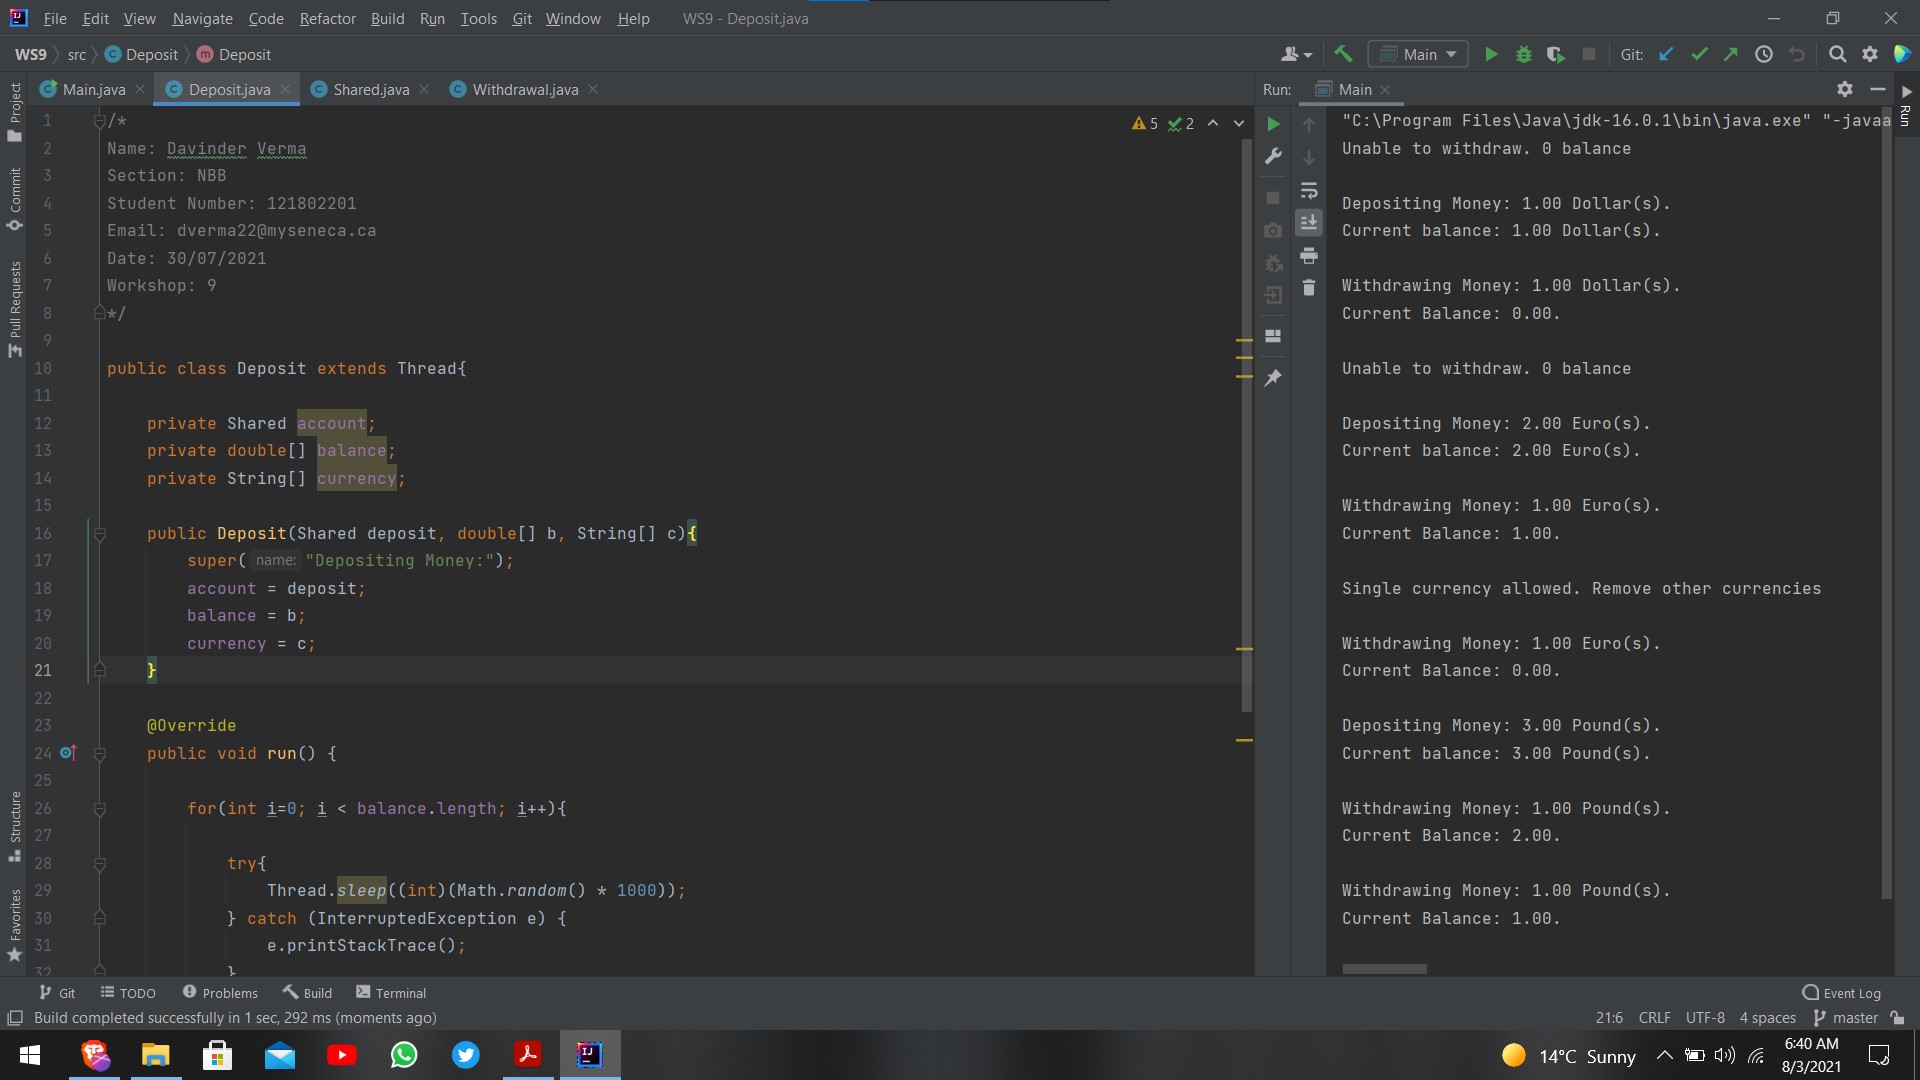 File Edit View Navigate Code Refactor Build Run Tools Git Window Help WS9 - Deposit.java
WS9 src Deposit Deposit
Main Git:
Main.java Deposit.java Shared.java Withdrawal.java
Run: Main
Project
Commit
Pull Requests
Structure
Favorites
Run
5 2
1 /*
2 Name: Davinder Verma
3 Section: NBB
4 Student Number: 121802201
5 Email: dverma22@myseneca.ca
6 Date: 30/07/2021
7 Workshop: 9
8 */
9
10 public class Deposit extends Thread{
11
12 private Shared account;
13 private double[] balance;
14 private String[] currency;
15
16 public Deposit(Shared deposit, double[] b, String[] c){
17 super( name: "Depositing Money:");
18 account = deposit;
19 balance = b;
20 currency = c;
21 }
22
23 @Override
24 public void run() {
25
26 for(int i=0; i < balance.length; i++){
27
28 try{
29 Thread.sleep((int)(Math.random() * 1000));
30 } catch (InterruptedException e) {
31 e.printStackTrace();
32 }
"C:\Program Files\Java\jdk-16.0.1\bin\java.exe" "-javaa
Unable to withdraw. 0 balance
Depositing Money: 1.00 Dollar(s).
Current balance: 1.00 Dollar(s).
Withdrawing Money: 1.00 Dollar(s).
Current Balance: 0.00.
Unable to withdraw. 0 balance
Depositing Money: 2.00 Euro(s).
Current balance: 2.00 Euro(s).
Withdrawing Money: 1.00 Euro(s).
Current Balance: 1.00.
Single currency allowed. Remove other currencies
Withdrawing Money: 1.00 Euro(s).
Current Balance: 0.00.
Depositing Money: 3.00 Pound(s).
Current balance: 3.00 Pound(s).
Withdrawing Money: 1.00 Pound(s).
Current Balance: 2.00.
Withdrawing Money: 1.00 Pound(s).
Current Balance: 1.00.
Git TODO Problems Build Terminal Event Log
Build completed successfully in 1 sec, 292 ms (moments ago) 21:6 CRLF UTF-8 4 spaces master
14°C Sunny
6:40 AM
8/3/2021